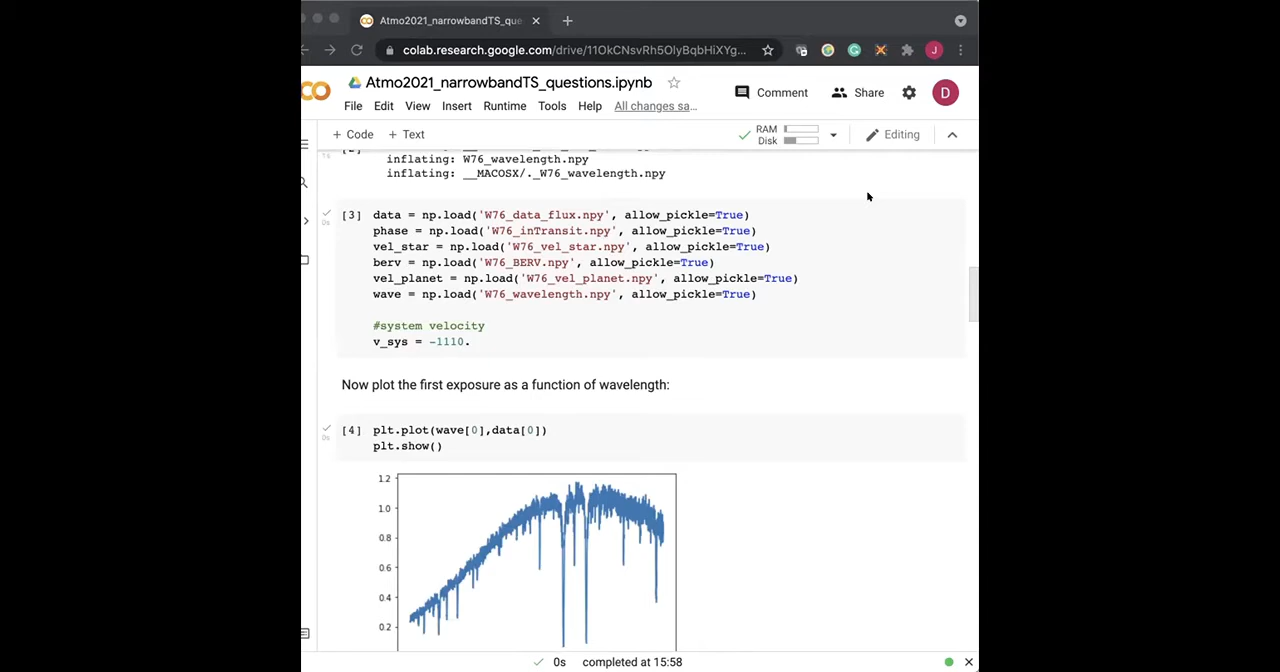 Atmo2021_narrowbandTS_que
colab.research.google.com/drive/11OkCNsvRh5OlyBqbHiXYg...
J
Atmo2021_narrowbandTS_questions.ipynb
Comment
Share
D
File Edit View Insert Runtime Tools Help All changes sa...
+ Code + Text
RAM
Disk
Editing
inflating: W76_wavelength.npy
inflating: __MACOSX/._W76_wavelength.npy
[3] data = np.load('W76_data_flux.npy', allow_pickle=True)
phase = np.load('W76_inTransit.npy', allow_pickle=True)
vel_star = np.load('W76_vel_star.npy', allow_pickle=True)
berv = np.load('W76_BERV.npy', allow_pickle=True)
vel_planet = np.load('W76_vel_planet.npy', allow_pickle=True)
wave = np.load('W76_wavelength.npy', allow_pickle=True)
#system velocity
v_sys = -1110.
Now plot the first exposure as a function of wavelength:
[4] plt.plot(wave[0],data[0])
plt.show()
1.2
1.0
0.8
0.6
0.4
0.2
0s completed at 15:58